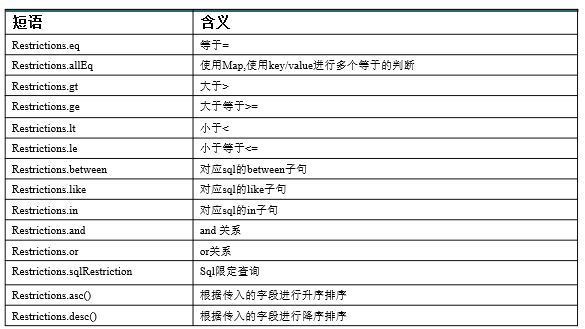 短语 含义
Restrictions.eq 等于=
Restrictions.allEq 使用Map,使用key/value进行多个等于的判断
Restrictions.gt 大于>
Restrictions.ge 大于等于>=
Restrictions.lt 小于<
Restrictions.le 小于等于<=
Restrictions.between 对应sql的between子句
Restrictions.like 对应sql的like子句
Restrictions.in 对应sql的in子句
Restrictions.and and 关系
Restrictions.or or关系
Restrictions.sqlRestriction Sql限定查询
Restrictions.asc() 根据传入的字段进行升序排序
Restrictions.desc() 根据传入的字段进行降序排序